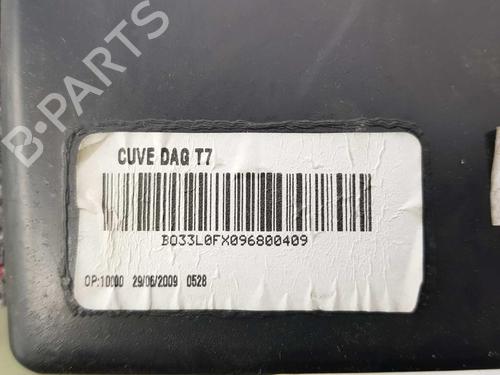 B-PARTS
CUVE DAG T7
BO33L0FX096800409
OP:10000 29/06/2009 0528